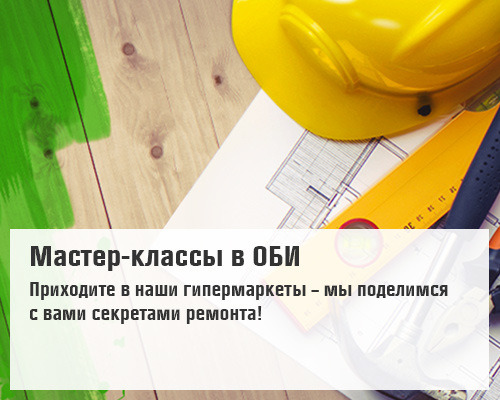 Мастер-классы в ОБИ
Приходите в наши гипермаркеты – мы поделимся
с вами секретами ремонта!